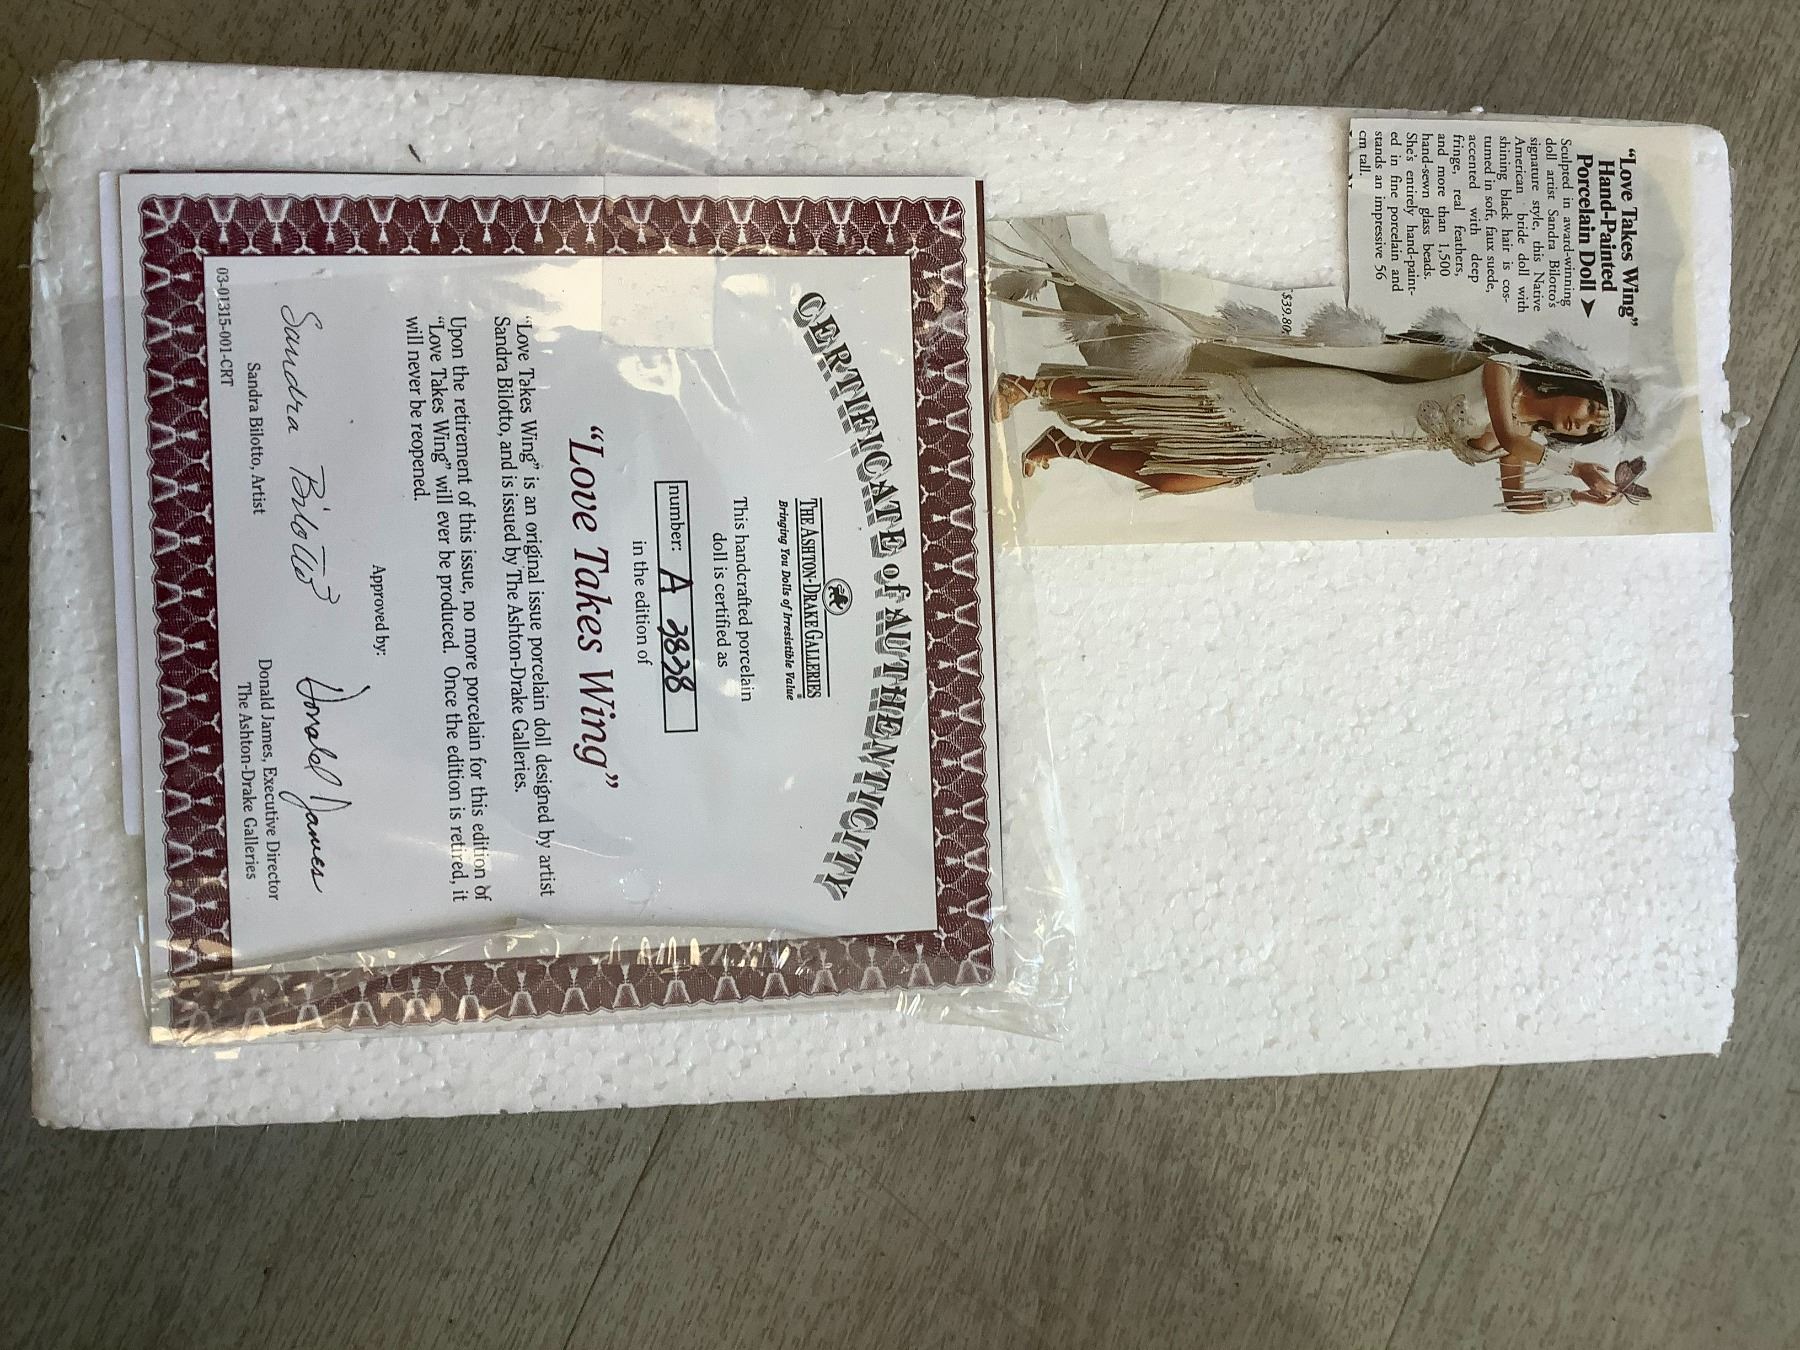 "Love Takes Wing"
Hand-Painted
Porcelain Doll ➤
Sculpted in award-winning
doll artist Sandra Bilotto's
signature style, this Native
American bride doll with
shining black hair is cos-
tumed in soft, faux suede,
accented with deep
fringe, real feathers,
and more than 1,500
hand-sewn glass beads.
She's entirely hand-paint-
ed in fine porcelain and
stands an impressive 56
cm tall.
$39.80
CERTIFICATE of AUTHENTICITY
THE ASHTON-DRAKE GALLERIES
Bringing You Dolls of Irresistible Value
This handcrafted porcelain
doll is certified as
number: A 3838
in the edition of
"Love Takes Wing"
"Love Takes Wing" is an original issue porcelain doll designed by artist
Sandra Bilotto, and is issued by The Ashton-Drake Galleries.
Upon the retirement of this issue, no more porcelain for this edition of
"Love Takes Wing" will ever be produced. Once the edition is retired, it
will never be reopened.
Approved by:
Sandra Bilotto
Donald James
Sandra Bilotto, Artist
Donald James, Executive Director
The Ashton-Drake Galleries
03-01315-001-CRT